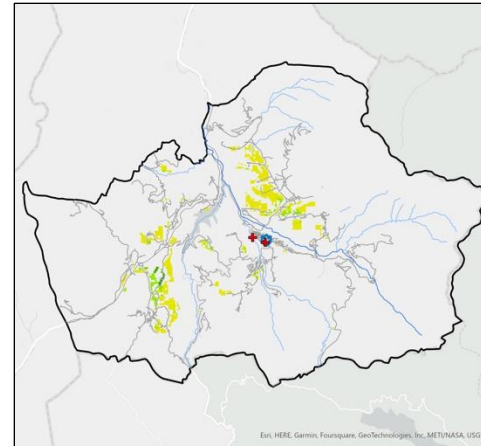 Esri, HERE, Garmin, Foursquare, GeoTechnologies, Inc, METI/NASA, USG